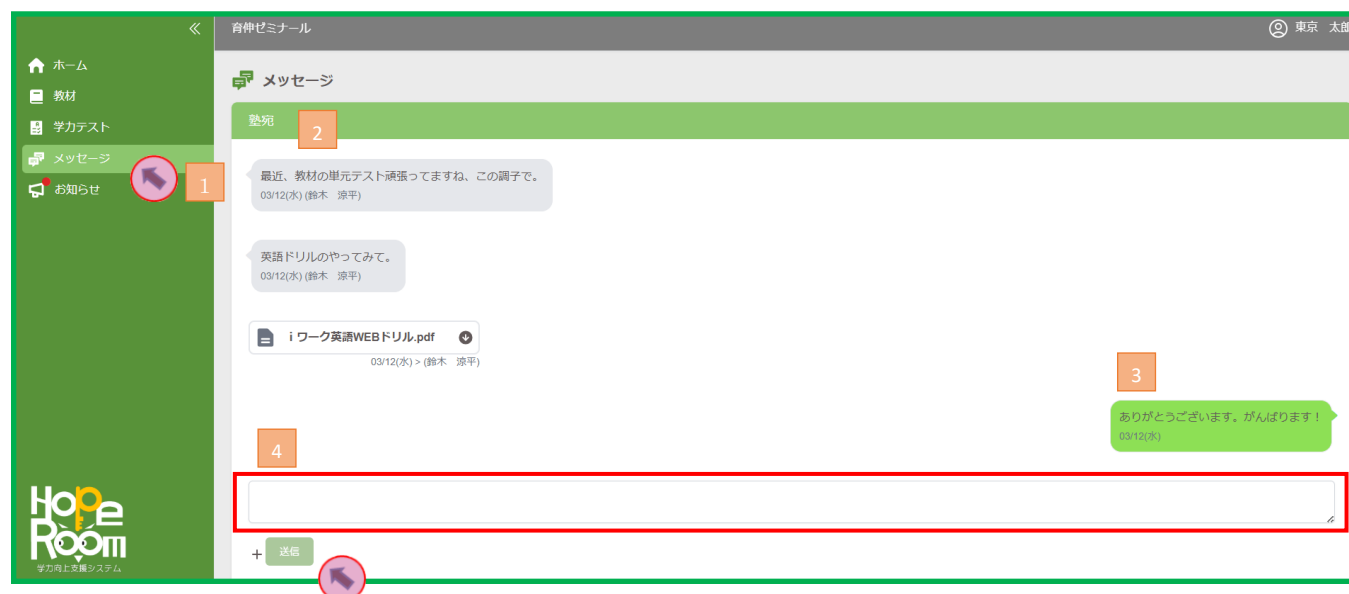 育伸ゼミナール
東京 太郎
ホーム
教材
学力テスト
メッセージ
お知らせ
1
メッセージ
塾宛
2
最近、教材の単元テスト頑張ってますね、この調子で。
03/12(水) (鈴木 涼平)
英語ドリルのやってみて。
03/12(水) (鈴木 涼平)
i ワーク英語WEBドリル.pdf
03/12(水) > (鈴木 涼平)
3
ありがとうございます。がんばります！
03/12(水)
4
+ 送信
Hope
Room
学力向上支援システム